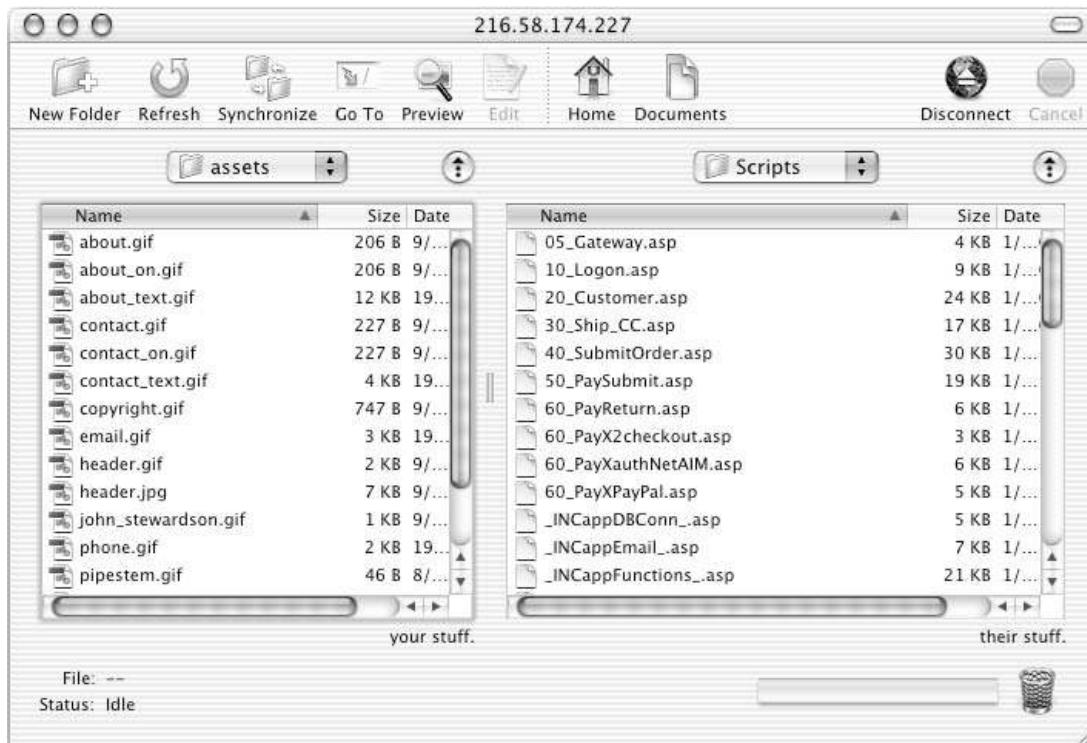 216.58.174.227
New Folder Refresh Synchronize Go To Preview Edit Home Documents Disconnect Cancel
assets Scripts
Name Size Date Name Size Date
about.gif 206 B 9/... 05_Gateway.asp 4 KB 1/...
about_on.gif 206 B 9/... 10_Logon.asp 9 KB 1/...
about_text.gif 12 KB 19... 20_Customer.asp 24 KB 1/...
contact.gif 227 B 9/... 30_Ship_CC.asp 17 KB 1/...
contact_on.gif 227 B 9/... 40_SubmitOrder.asp 30 KB 1/...
contact_text.gif 4 KB 19... 50_PaySubmit.asp 19 KB 1/...
copyright.gif 747 B 9/... 60_PayReturn.asp 6 KB 1/...
email.gif 3 KB 19... 60_PayX2checkout.asp 3 KB 1/...
header.gif 2 KB 9/... 60_PayXauthNetAIM.asp 6 KB 1/...
header.jpg 7 KB 9/... 60_PayXPayPal.asp 5 KB 1/...
john_stewardson.gif 1 KB 9/... _INCappDBConn_.asp 5 KB 1/...
phone.gif 2 KB 19... _INCappEmail_.asp 7 KB 1/...
pipestem.gif 46 B 8/... _INCappFunctions_.asp 21 KB 1/...
your stuff. their stuff.
File: --
Status: Idle